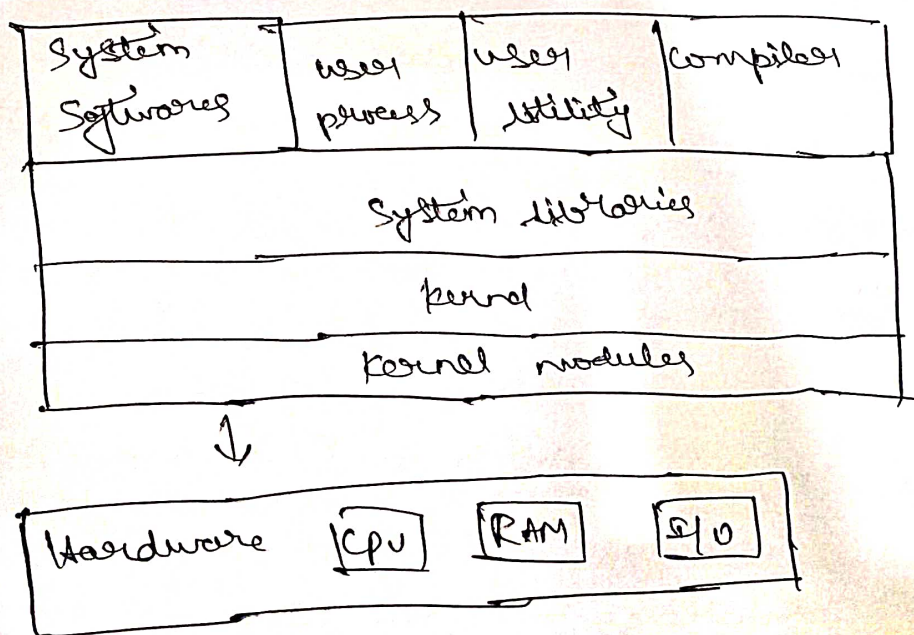 System
Softwares
user
process
user
Utility
Compiler
System libraries
kernel
Kernel modules
Hardware CPU RAM I/O